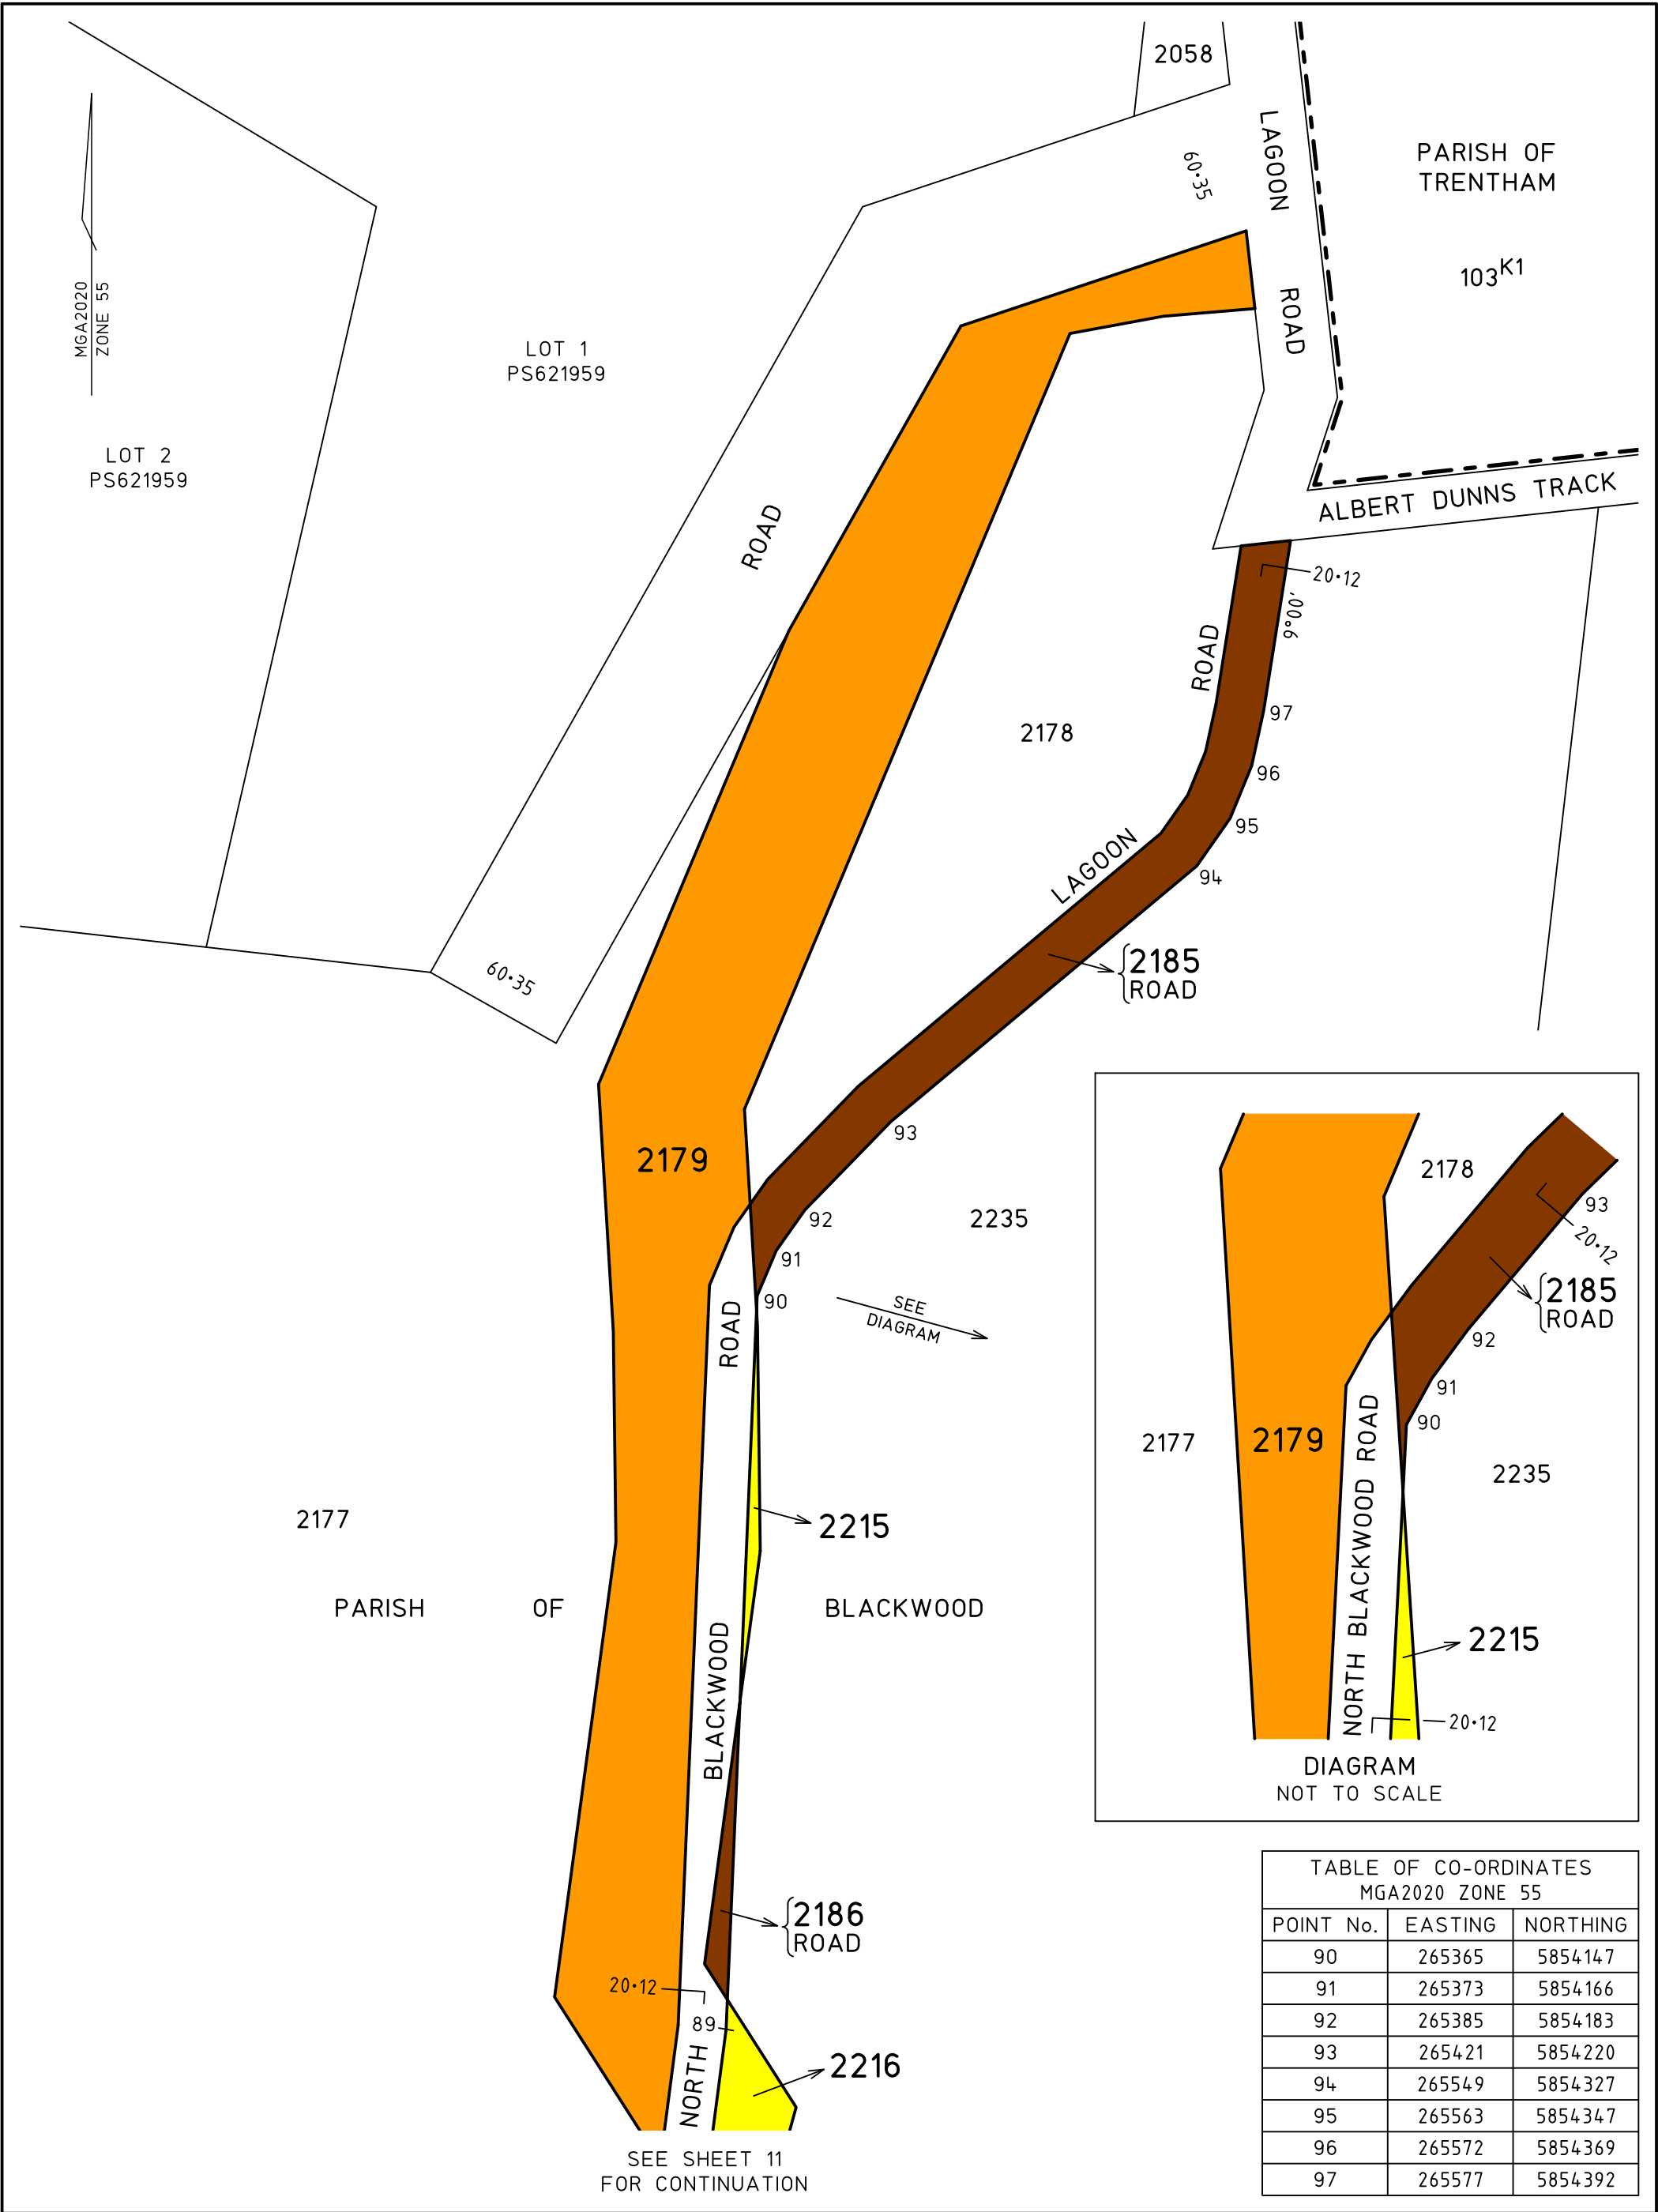 2058
LAGOON
ROAD
60·35
PARISH OF
TRENTHAM
103K1
MGA2020
ZONE 55
LOT 1
PS621959
LOT 2
PS621959
ROAD
ALBERT DUNNS TRACK
20·12
9°00'
ROAD
97
2178
96
95
LAGOON
94
2185
ROAD
60·35
93
2179
92
2235
91
90
SEE
DIAGRAM
ROAD
2215
2177
PARISH OF BLACKWOOD
BLACKWOOD
2186
ROAD
20·12
89
NORTH
2216
SEE SHEET 11
FOR CONTINUATION
2178
93
20·12
2185
ROAD
92
91
90
2177
2179
NORTH BLACKWOOD ROAD
2235
2215
20·12
DIAGRAM
NOT TO SCALE
TABLE OF CO-ORDINATES
MGA2020 ZONE 55
POINT No. EASTING NORTHING
90 265365 5854147
91 265373 5854166
92 265385 5854183
93 265421 5854220
94 265549 5854327
95 265563 5854347
96 265572 5854369
97 265577 5854392